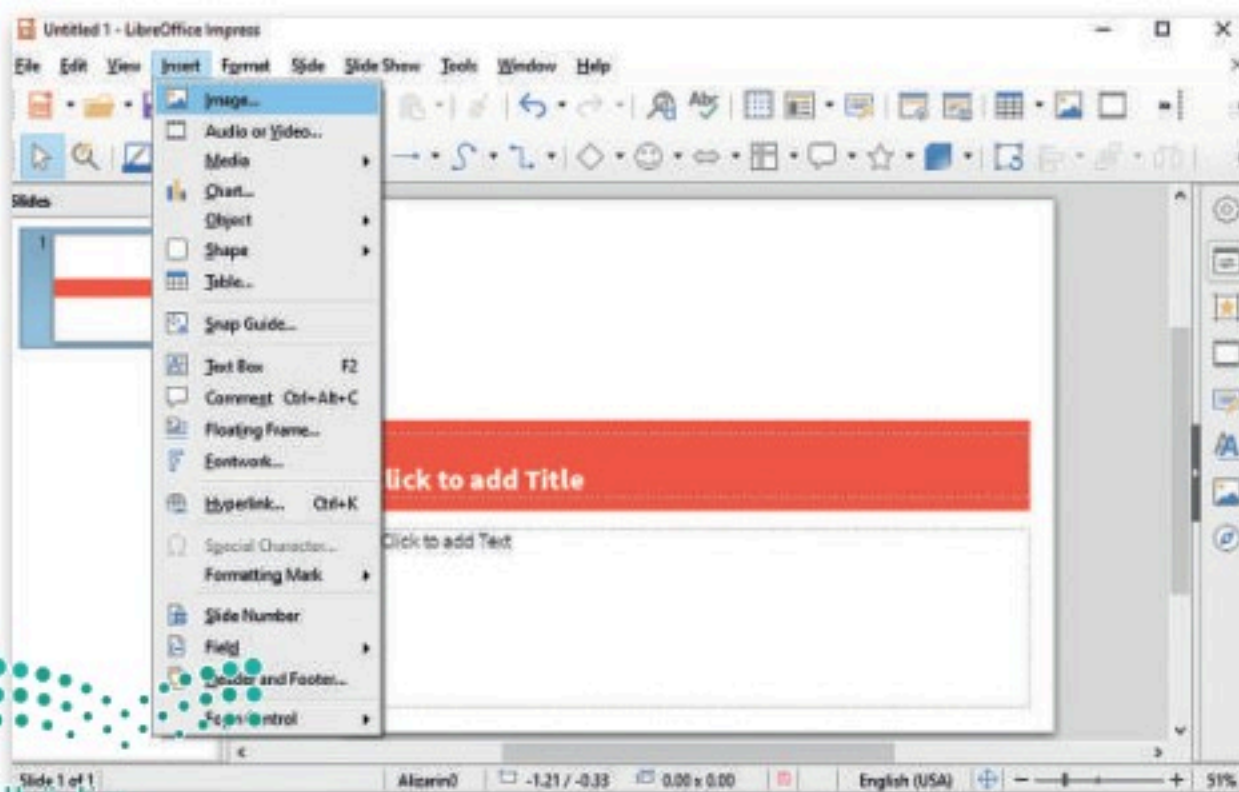 Untitled 1 - LibreOffice Impress
File Edit View Insert Format Slide Slide Show Tools Window Help
Image...
Audio or Video...
Media
Chart...
Object
Shape
Table...
Snap Guide...
Text Box F2
Comment Ctrl+Alt+C
Floating Frame...
Fontwork...
Hyperlink... Ctrl+K
Special Character...
Formatting Mark
Slide Number
Field
Header and Footer...
Form Control
Abc
Slides
1
lick to add Title
Click to add Text
Slide 1 of 1 Alizarin0 -1.21 / -0.33 0.00 x 0.00 English (USA) 51%